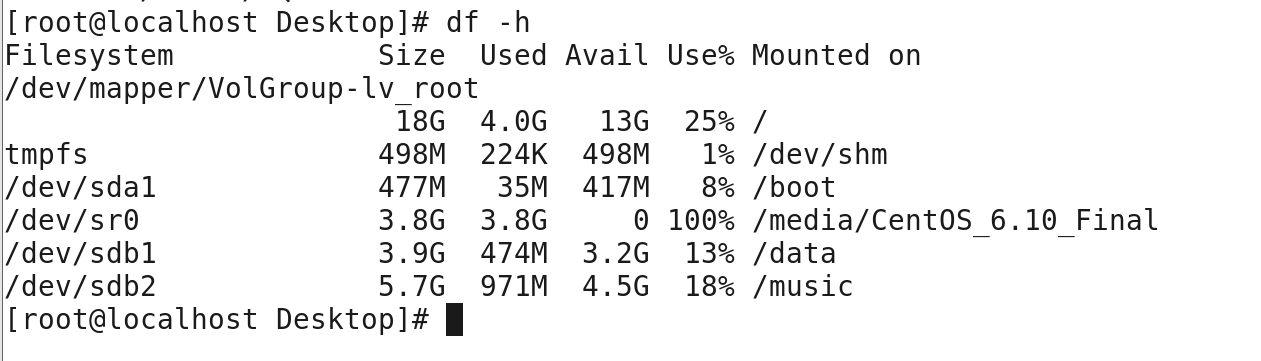 [root@localhost Desktop]# df -h
Filesystem            Size  Used Avail Use% Mounted on
/dev/mapper/VolGroup-lv_root
                       18G  4.0G   13G  25% /
tmpfs                 498M  224K  498M   1% /dev/shm
/dev/sda1             477M   35M  417M   8% /boot
/dev/sr0              3.8G  3.8G     0 100% /media/CentOS_6.10_Final
/dev/sdb1             3.9G  474M  3.2G  13% /data
/dev/sdb2             5.7G  971M  4.5G  18% /music
[root@localhost Desktop]#